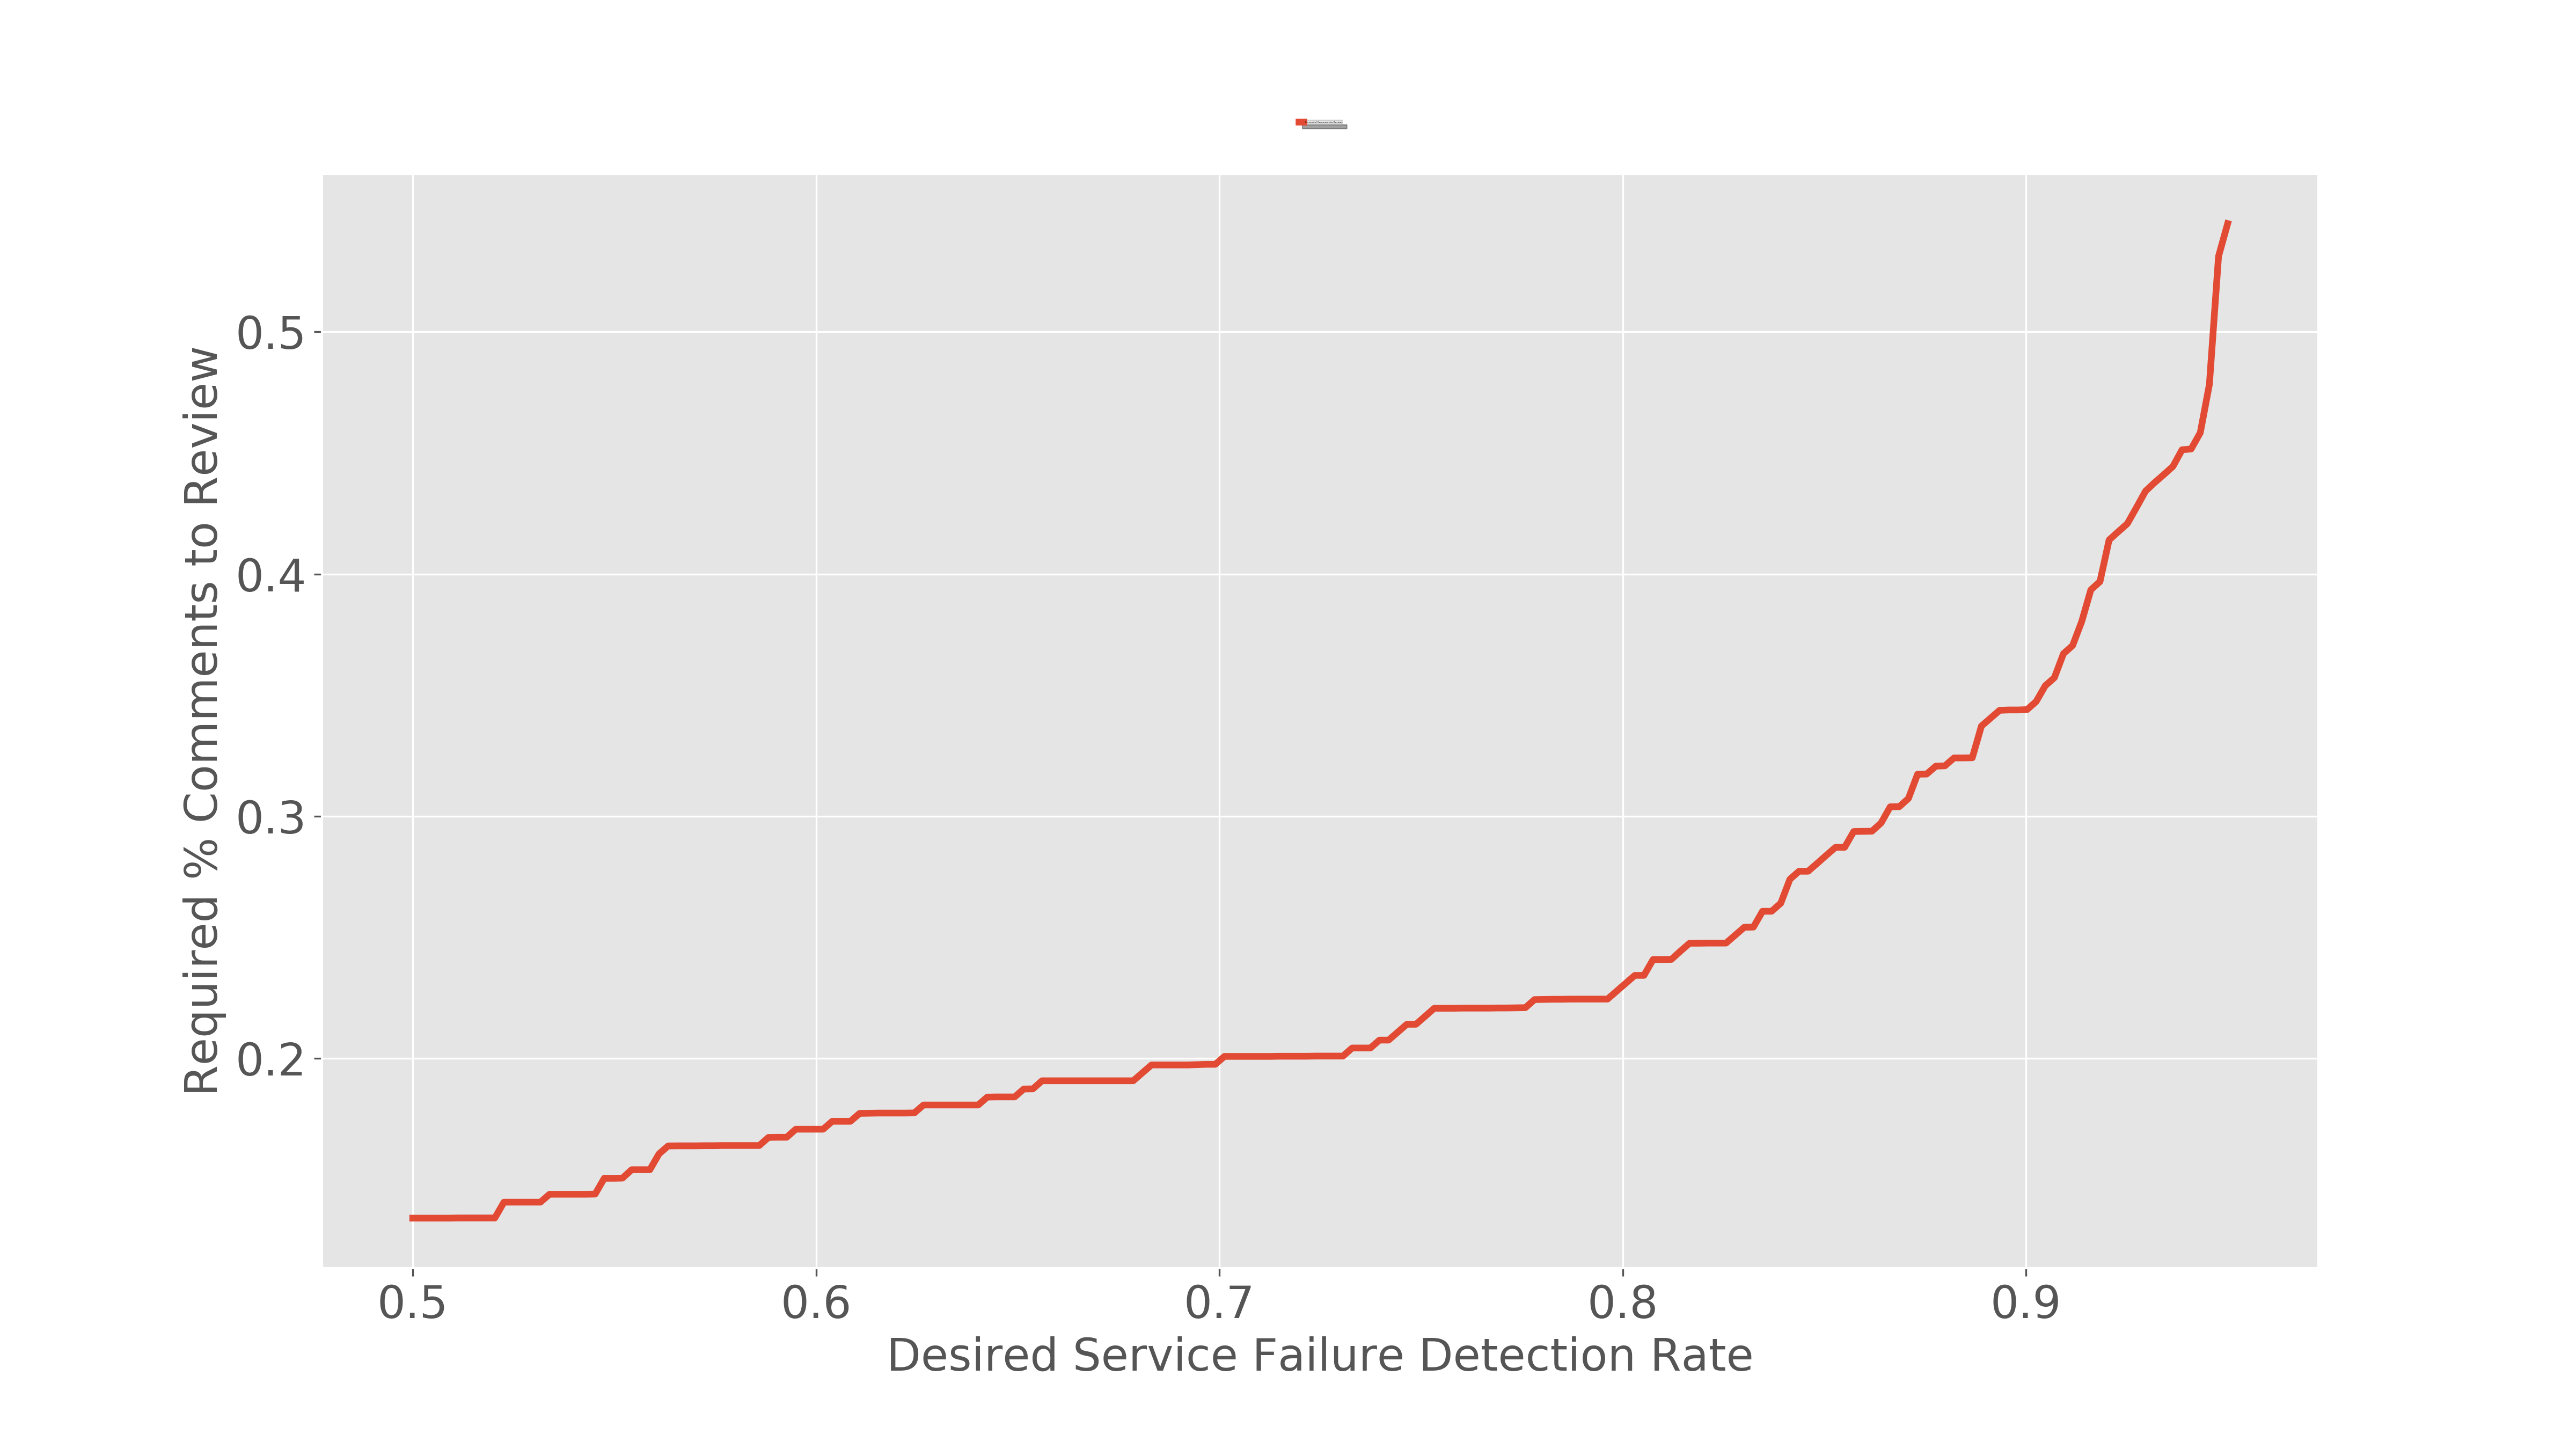 Required % Comments to Review
0.5
0.4
0.3
0.2
0.5 0.6 0.7 0.8 0.9
Desired Service Failure Detection Rate